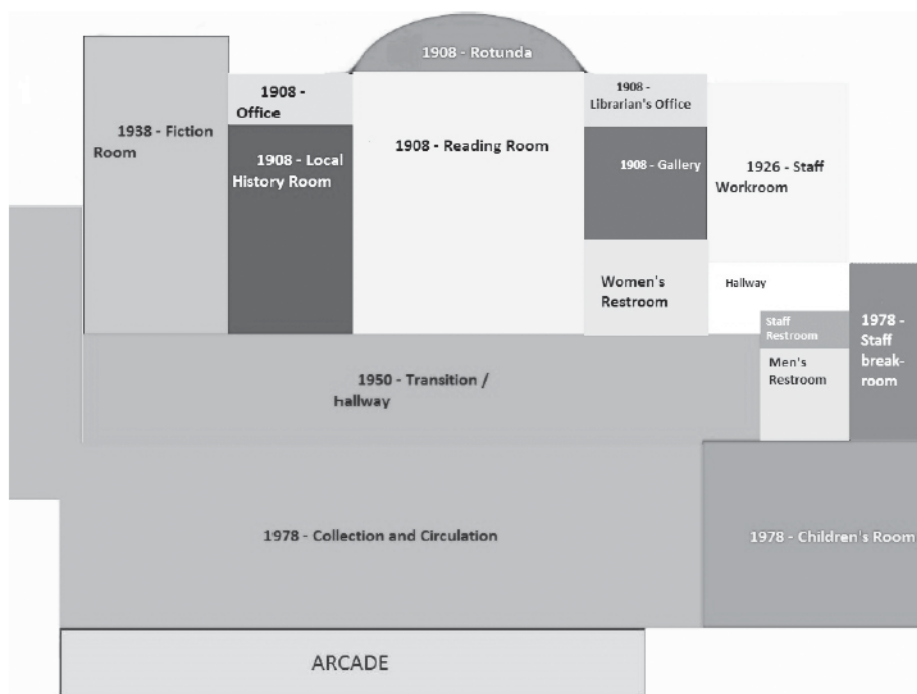 1908 - Rotunda
1938 - Fiction
Room
1908 -
Office
1908 - Local
History Room
1908 - Reading Room
1908 -
Librarian's Office
1908 - Gallery
1926 - Staff
Workroom
Women's
Restroom
Hallway
Staff
Restroom
Men's
Restroom
1978 -
Staff
break-
room
1950 - Transition /
Hallway
1978 - Collection and Circulation
1978 - Children's Room
ARCADE